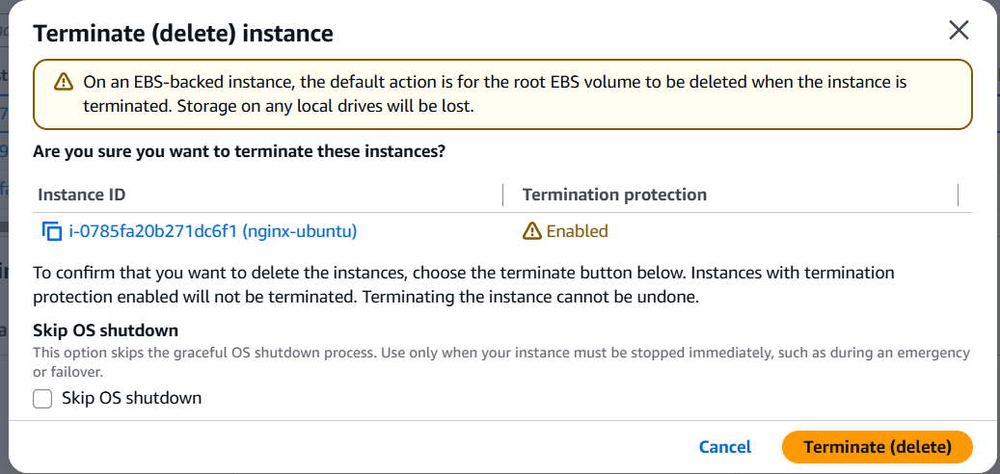 Terminate (delete) instance
On an EBS-backed instance, the default action is for the root EBS volume to be deleted when the instance is
terminated. Storage on any local drives will be lost.
Are you sure you want to terminate these instances?
Instance ID Termination protection
i-0785fa20b271dc6f1 (nginx-ubuntu) Enabled
To confirm that you want to delete the instances, choose the terminate button below. Instances with termination
protection enabled will not be terminated. Terminating the instance cannot be undone.
Skip OS shutdown
This option skips the graceful OS shutdown process. Use only when your instance must be stopped immediately, such as during an emergency
or failover.
Skip OS shutdown
Cancel Terminate (delete)